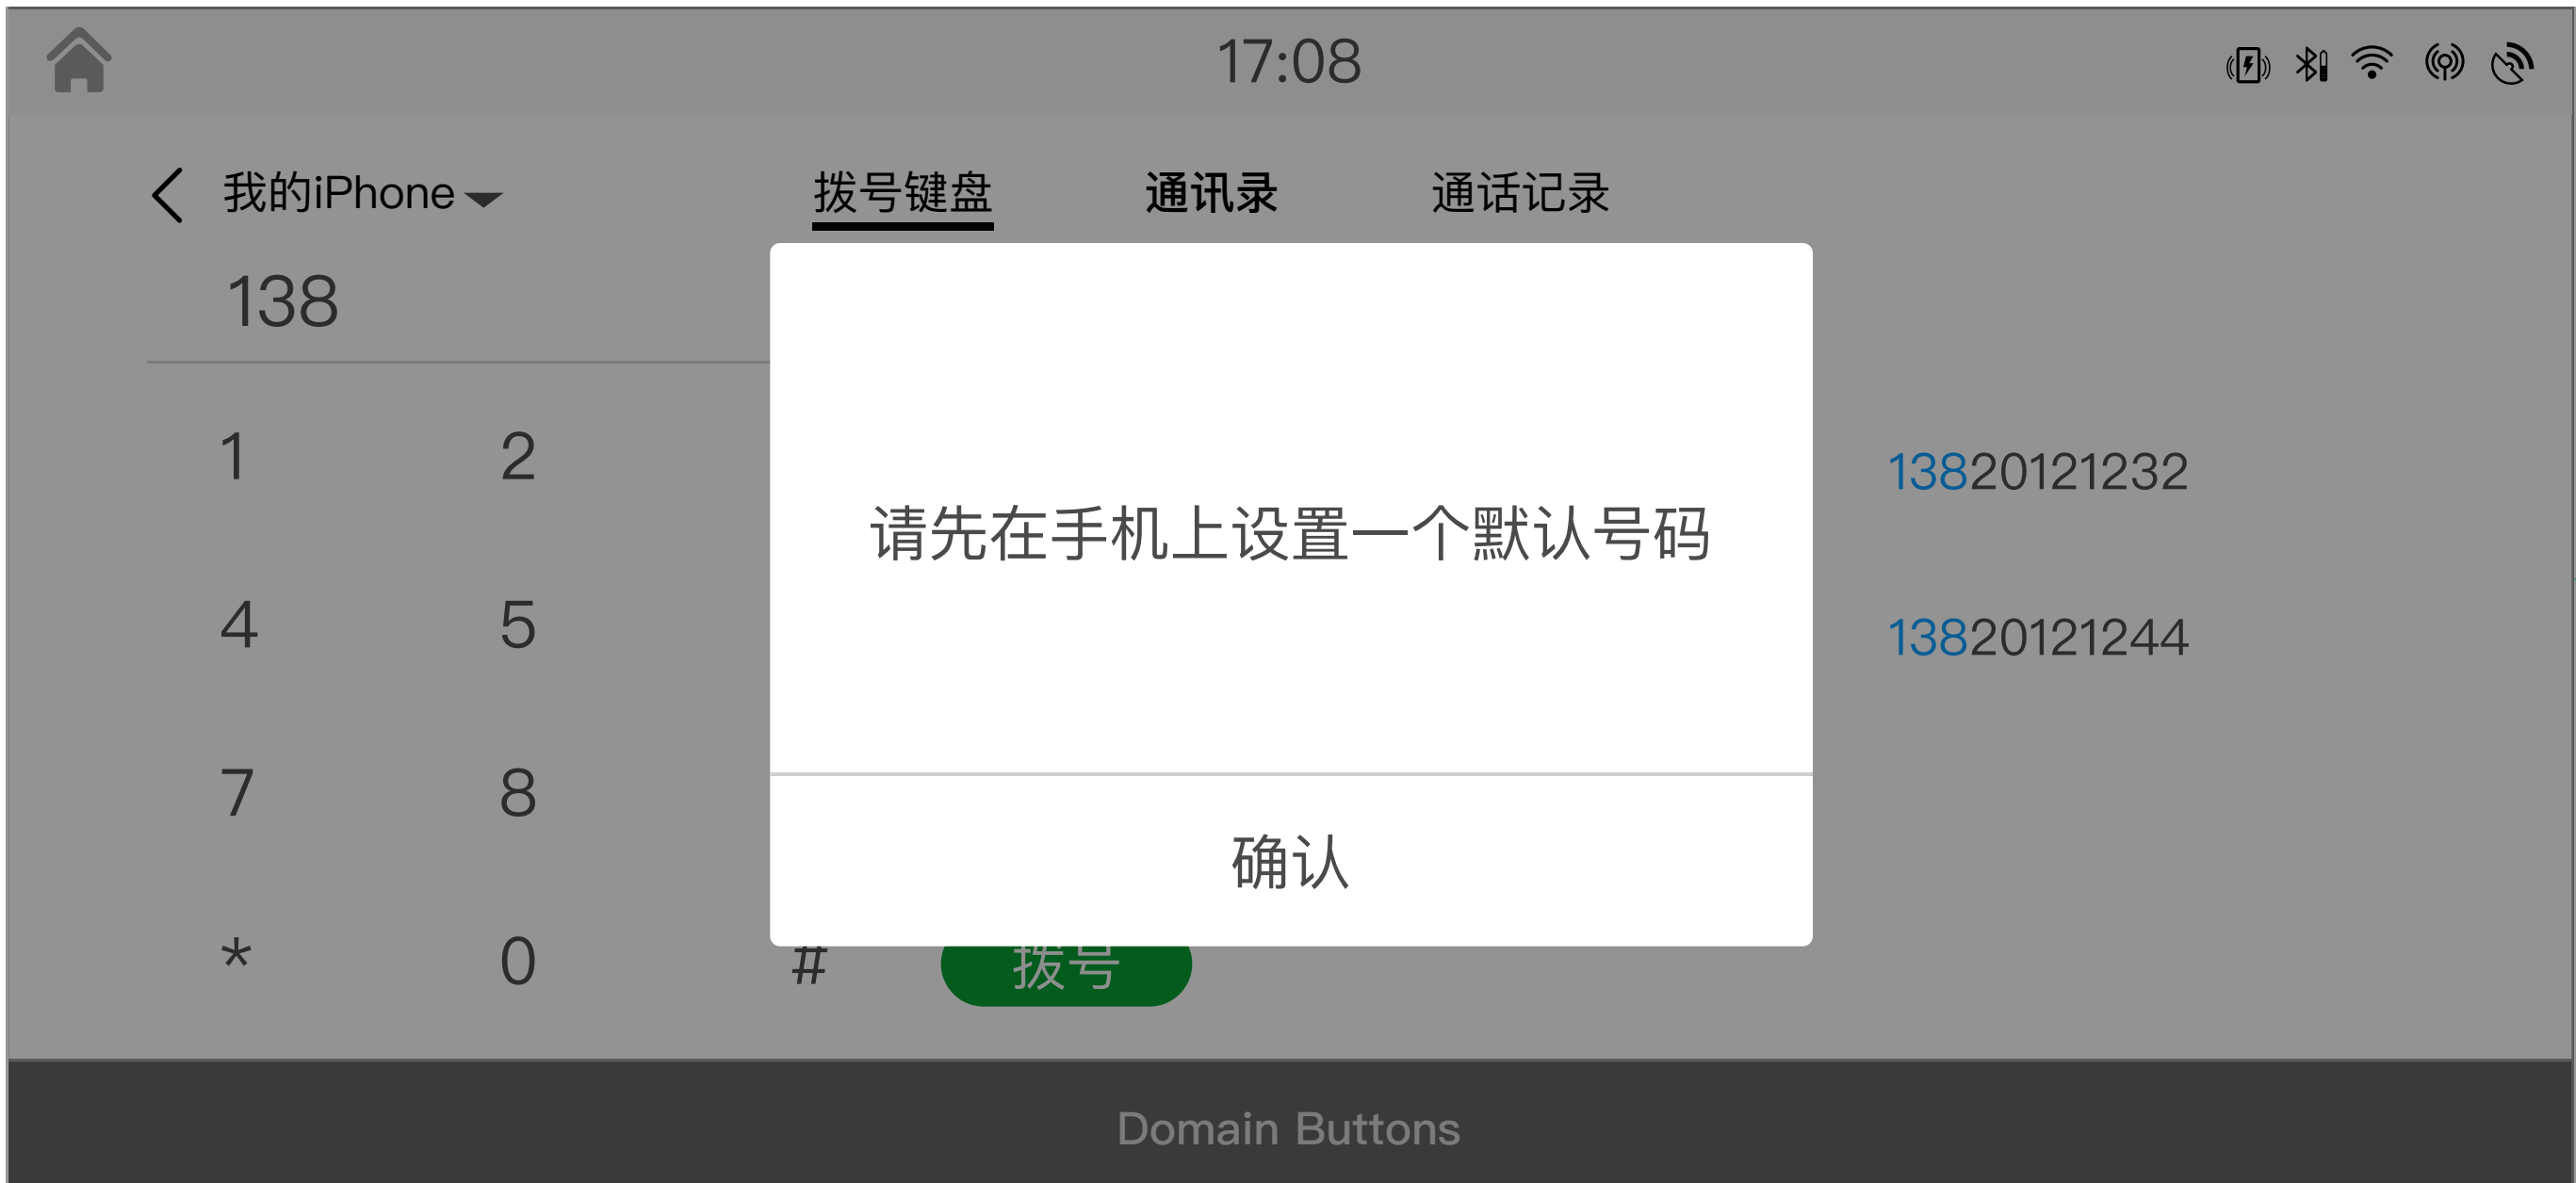 17:08
我的iPhone
拨号键盘 通讯录 通话记录
138
1 2
13820121232
请先在手机上设置一个默认号码
4 5
13820121244
7 8
确认
* 0 #
拨号
Domain Buttons